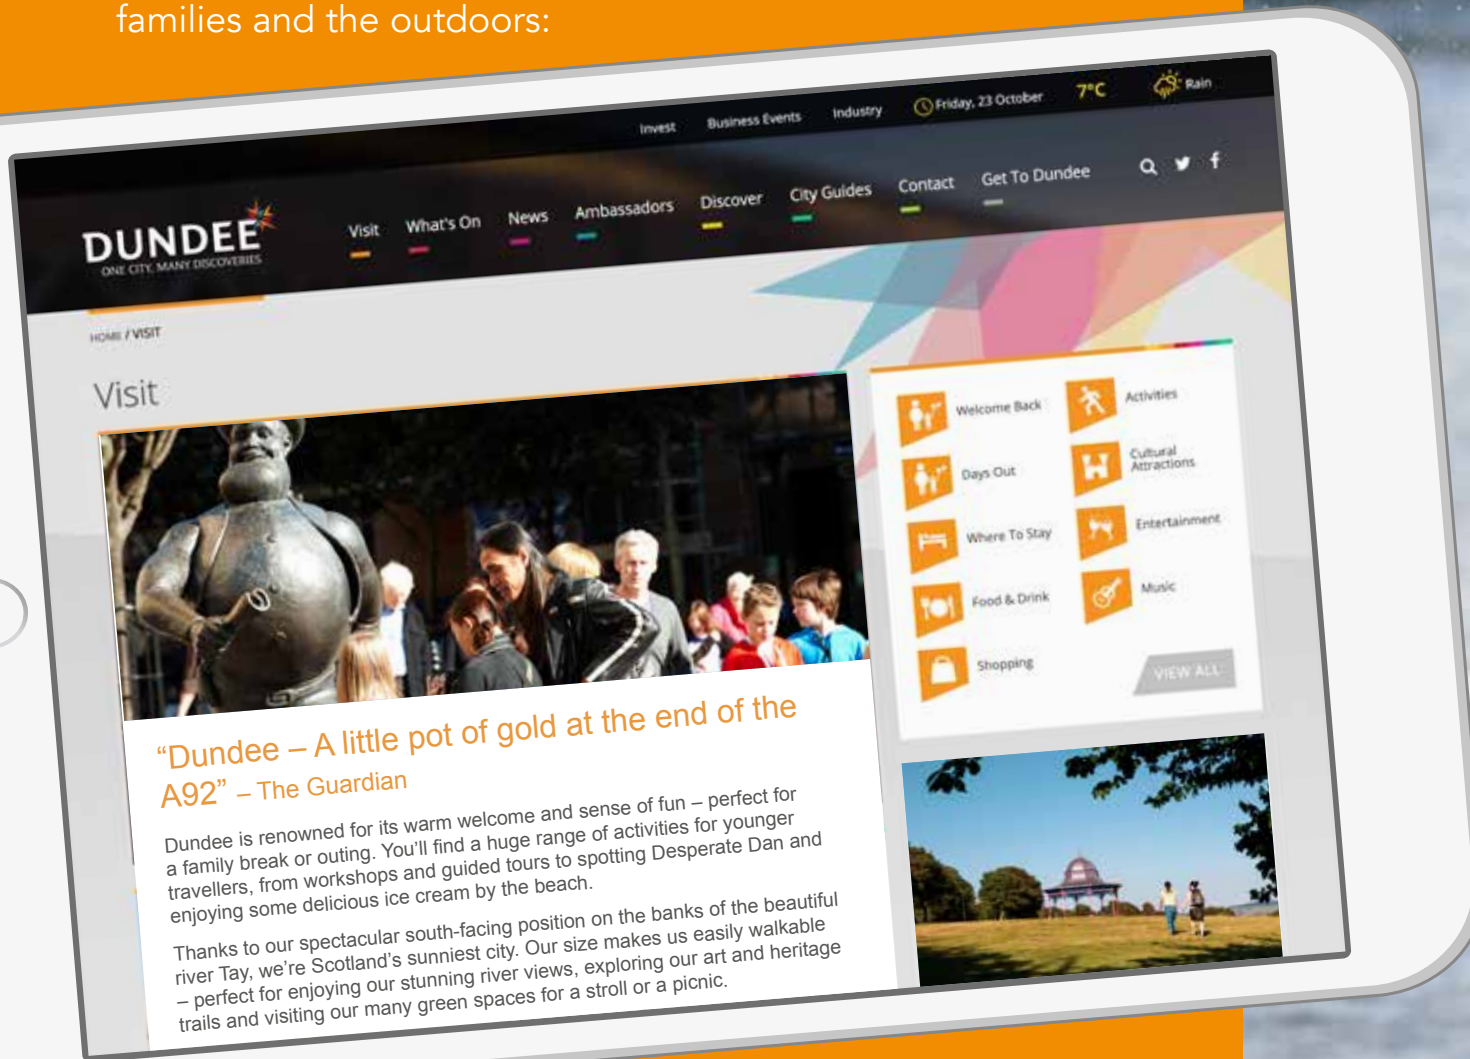 families and the outdoors:
Invest Business Events Industry Friday, 23 October 7°C Rain
DUNDEE
ONE CITY, MANY DISCOVERIES
Visit What's On News Ambassadors Discover City Guides Contact Get To Dundee
HOME / VISIT
Visit
Welcome Back
Activities
Days Out
Cultural
Attractions
Where To Stay
Entertainment
Food & Drink
Music
Shopping
VIEW ALL
“Dundee – A little pot of gold at the end of the
A92” – The Guardian
Dundee is renowned for its warm welcome and sense of fun – perfect for
a family break or outing. You’ll find a huge range of activities for younger
travellers, from workshops and guided tours to spotting Desperate Dan and
enjoying some delicious ice cream by the beach.
Thanks to our spectacular south-facing position on the banks of the beautiful
river Tay, we’re Scotland’s sunniest city. Our size makes us easily walkable
– perfect for enjoying our stunning river views, exploring our art and heritage
trails and visiting our many green spaces for a stroll or a picnic.